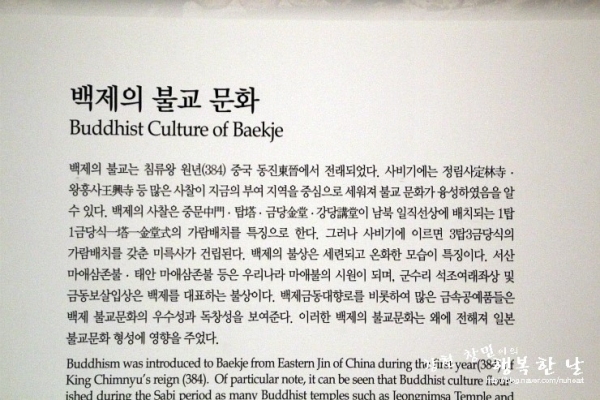 백제의 불교 문화
Buddhist Culture of Baekje
백제의 불교는 침류왕 원년(384) 중국 동진東晉에서 전래되었다. 사비기에는 정림사定林寺·
왕흥사王興寺 등 많은 사찰이 지금의 부여 지역을 중심으로 세워져 불교 문화가 융성하였음을 알
수 있다. 백제의 사찰은 중문中門·탑塔·금당金堂·강당講堂이 남북 일직선상에 배치되는 1탑
1금당식一塔一金堂式의 가람배치를 특징으로 한다. 그러나 사비기에 이르면 3탑3금당식의
가람배치를 갖춘 미륵사가 건립된다. 백제의 불상은 세련되고 온화한 모습이 특징이다. 서산
마애삼존불·태안 마애삼존불 등은 우리나라 마애불의 시원이 되며, 군수리 석조여래좌상 및
금동보살입상은 백제를 대표하는 불상이다. 백제금동대향로를 비롯하여 많은 금속공예품들은
백제 불교문화의 우수성과 독창성을 보여준다. 이러한 백제의 불교문화는 왜에 전해져 일본
불교문화 형성에 영향을 주었다.
Buddhism was introduced to Baekje from Eastern Jin of China during the first year(384) of
King Chimnyu's reign (384). Of particular note, it can be seen that Buddhist culture
ished during the Sabi period as many Buddhist temples such as Jeongnimsa Temple and
행복한 날